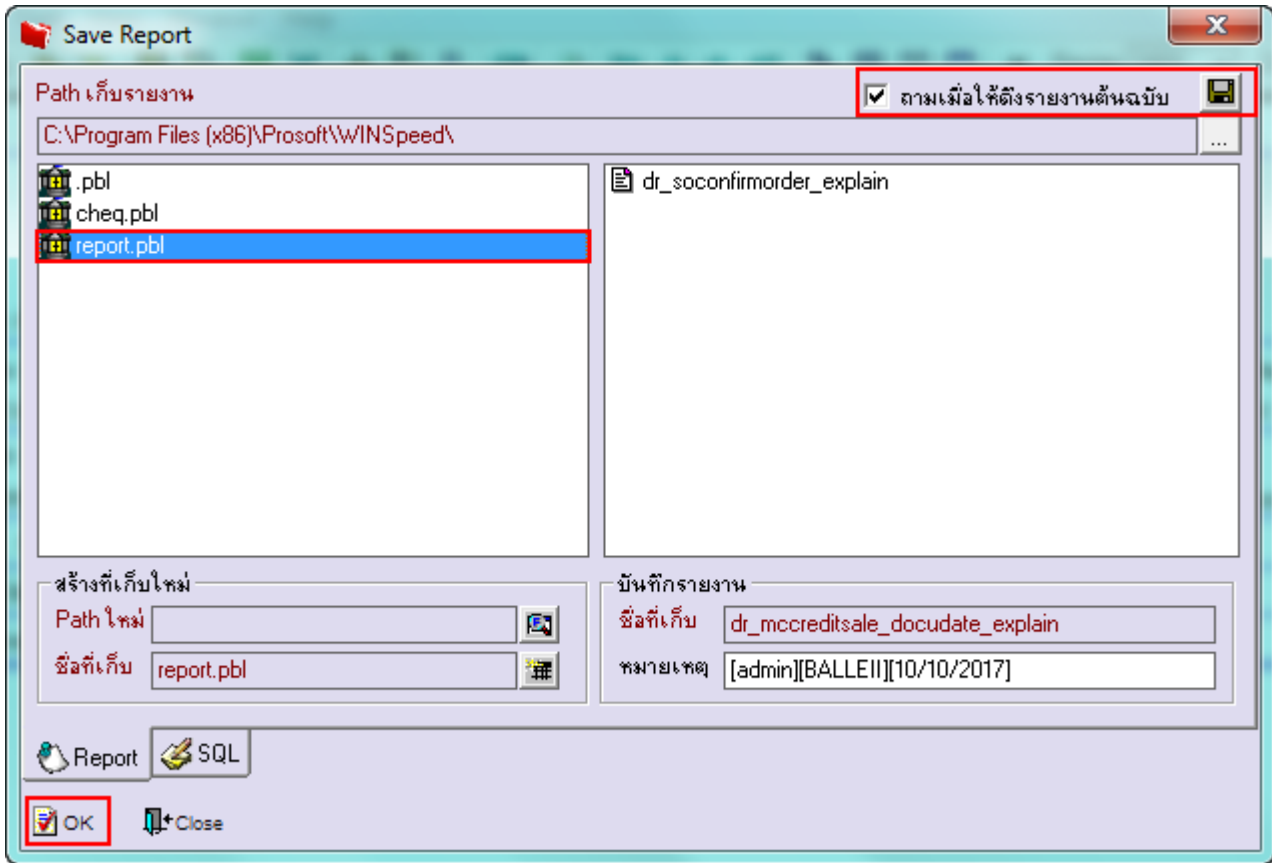 Save Report
Path เก็บรายงาน
ถามเมื่อให้ดึงรายงานต้นฉบับ
C:\Program Files (x86)\Prosoft\WINSpeed\
...
.pbl
cheq.pbl
report.pbl
dr_soconfirmorder_explain
สร้างที่เก็บใหม่
Path ใหม่
ชื่อที่เก็บ report.pbl
บันทึกรายงาน
ชื่อที่เก็บ dr_mccreditsale_docudate_explain
หมายเหตุ [admin][BALLEII][10/10/2017]
Report SQL
OK Close